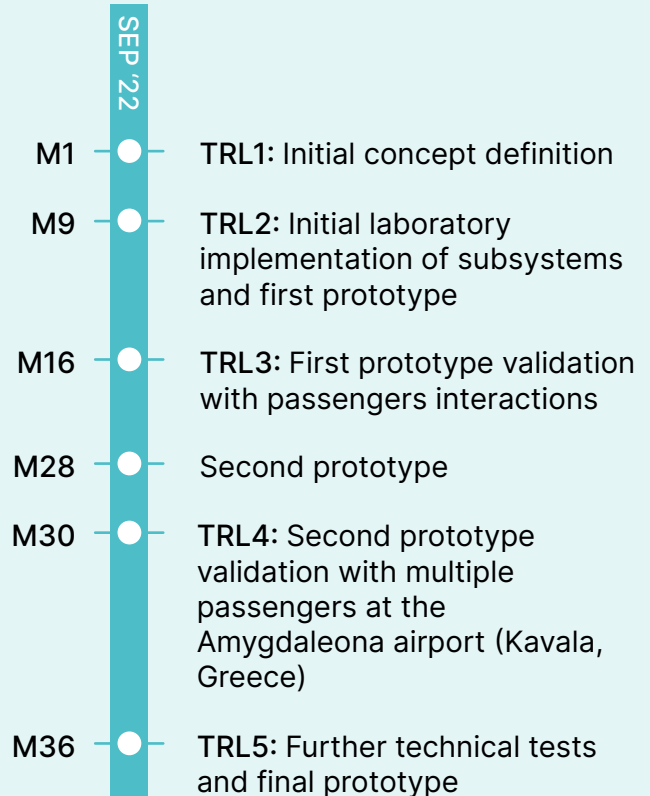 SEP '22
M1
TRL1: Initial concept definition
M9
TRL2: Initial laboratory
implementation of subsystems
and first prototype
M16
TRL3: First prototype validation
with passengers interactions
M28
Second prototype
M30
TRL4: Second prototype
validation with multiple
passengers at the
Amygdaleona airport (Kavala,
Greece)
M36
TRL5: Further technical tests
and final prototype